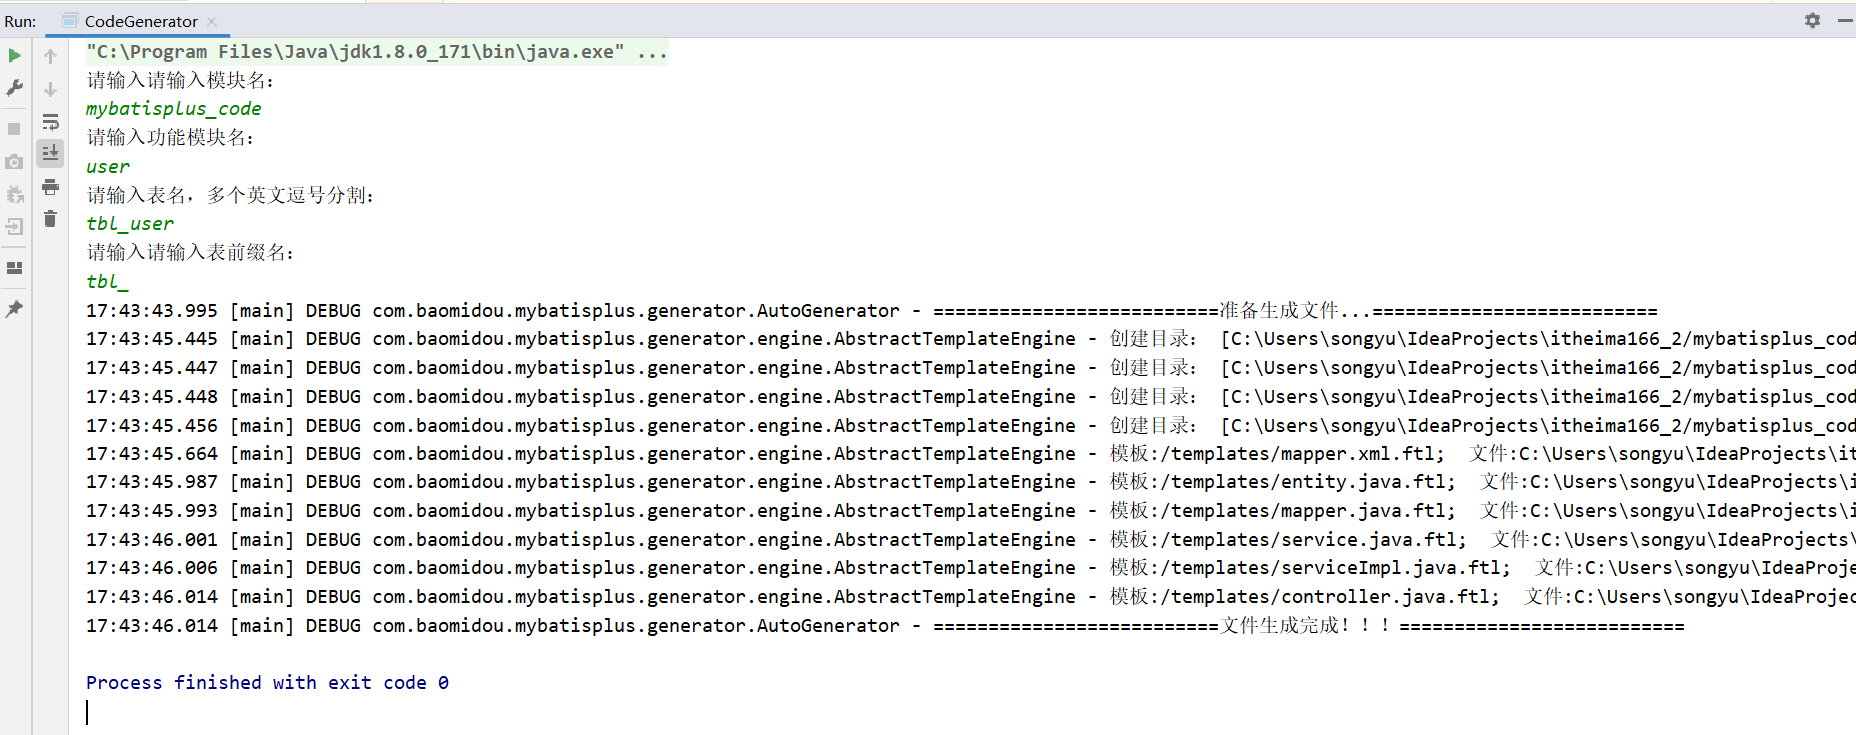 Run: CodeGenerator
"C:\Program Files\Java\jdk1.8.0_171\bin\java.exe" ...
请输入请输入模块名：
mybatisplus_code
请输入功能模块名：
user
请输入表名，多个英文逗号分割：
tbl_user
请输入请输入表前缀名：
tbl_
17:43:43.995 [main] DEBUG com.baomidou.mybatisplus.generator.AutoGenerator - ==========================准备生成文件...==========================
17:43:45.445 [main] DEBUG com.baomidou.mybatisplus.generator.engine.AbstractTemplateEngine - 创建目录： [C:\Users\songyu\IdeaProjects\itheima166_2/mybatisplus_cod
17:43:45.447 [main] DEBUG com.baomidou.mybatisplus.generator.engine.AbstractTemplateEngine - 创建目录： [C:\Users\songyu\IdeaProjects\itheima166_2/mybatisplus_cod
17:43:45.448 [main] DEBUG com.baomidou.mybatisplus.generator.engine.AbstractTemplateEngine - 创建目录： [C:\Users\songyu\IdeaProjects\itheima166_2/mybatisplus_cod
17:43:45.456 [main] DEBUG com.baomidou.mybatisplus.generator.engine.AbstractTemplateEngine - 创建目录： [C:\Users\songyu\IdeaProjects\itheima166_2/mybatisplus_cod
17:43:45.664 [main] DEBUG com.baomidou.mybatisplus.generator.engine.AbstractTemplateEngine - 模板:/templates/mapper.xml.ftl;  文件:C:\Users\songyu\IdeaProjects\it
17:43:45.987 [main] DEBUG com.baomidou.mybatisplus.generator.engine.AbstractTemplateEngine - 模板:/templates/entity.java.ftl;  文件:C:\Users\songyu\IdeaProjects\i
17:43:45.993 [main] DEBUG com.baomidou.mybatisplus.generator.engine.AbstractTemplateEngine - 模板:/templates/mapper.java.ftl;  文件:C:\Users\songyu\IdeaProjects\i
17:43:46.001 [main] DEBUG com.baomidou.mybatisplus.generator.engine.AbstractTemplateEngine - 模板:/templates/service.java.ftl;  文件:C:\Users\songyu\IdeaProjects\
17:43:46.006 [main] DEBUG com.baomidou.mybatisplus.generator.engine.AbstractTemplateEngine - 模板:/templates/serviceImpl.java.ftl;  文件:C:\Users\songyu\IdeaProje
17:43:46.014 [main] DEBUG com.baomidou.mybatisplus.generator.engine.AbstractTemplateEngine - 模板:/templates/controller.java.ftl;  文件:C:\Users\songyu\IdeaProjec
17:43:46.014 [main] DEBUG com.baomidou.mybatisplus.generator.AutoGenerator - ==========================文件生成完成！！！==========================
Process finished with exit code 0